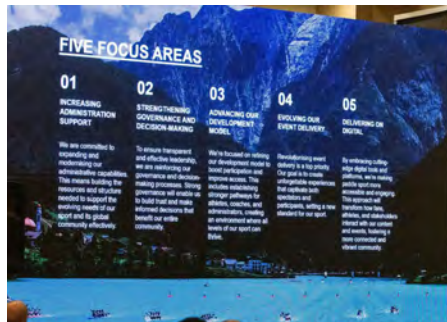 FIVE FOCUS AREAS
01
INCREASING
ADMINISTRATION
SUPPORT
We are committed to
expanding and
modernising our
administrative capabilities.
This means building the
resources and structure
needed to support the
evolving needs of our
sport and its global
community effectively.
02
STRENGTHENING
GOVERNANCE AND
DECISION-MAKING
To ensure transparent
and effective leadership,
we are reinforcing our
governance and decision-
making processes. Strong
governance will enable us
to build trust and make
informed decisions that
benefit our entire
community.
03
ADVANCING OUR
DEVELOPMENT
MODEL
We're focused on refining
our development model to
boost participation and
improve access. This
includes establishing
stronger pathways for
athletes, coaches, and
administrators, creating
an environment where all
levels of our sport can
thrive.
04
EVOLVING OUR
EVENT DELIVERY
Revolutionising event
delivery is a top priority.
Our goal is to create
unforgettable experiences
that captivate both
spectators and
participants, setting a new
standard for our sport.
05
DELIVERING ON
DIGITAL
By embracing cutting-
edge digital tools and
platforms, we're making
sport more
accessible and engaging.
This approach will
transform how fans,
athletes, and stakeholders
interact with our content
and events, fostering a
more connected and
vibrant community.